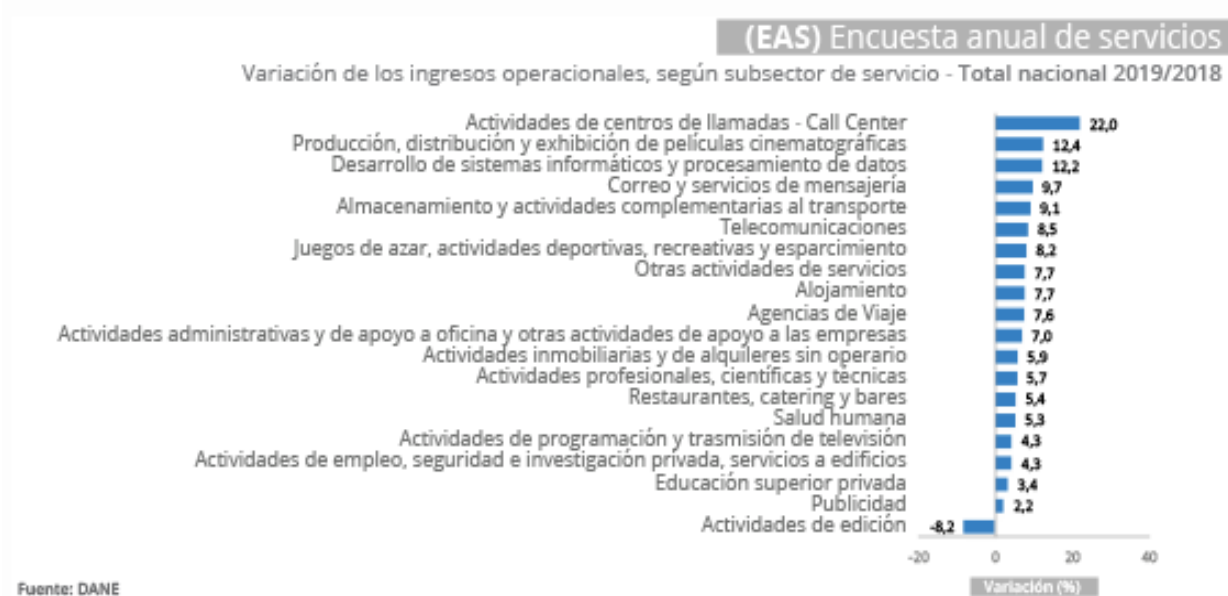 (EAS) Encuesta anual de servicios
Variación de los ingresos operacionales, según subsector de servicio - Total nacional 2019/2018
Actividades de centros de llamadas - Call Center 22,0
Producción, distribución y exhibición de películas cinematográficas 12,4
Desarrollo de sistemas informáticos y procesamiento de datos 12,2
Correo y servicios de mensajería 9,7
Almacenamiento y actividades complementarias al transporte 9,1
Telecomunicaciones 8,5
Juegos de azar, actividades deportivas, recreativas y esparcimiento 8,2
Otras actividades de servicios 7,7
Alojamiento 7,7
Agencias de Viaje 7,6
Actividades administrativas y de apoyo a oficina y otras actividades de apoyo a las empresas 7,0
Actividades inmobiliarias y de alquileres sin operario 5,9
Actividades profesionales, científicas y técnicas 5,7
Restaurantes, catering y bares 5,4
Salud humana 5,3
Actividades de programación y trasmisión de televisión 4,3
Actividades de empleo, seguridad e investigación privada, servicios a edificios 4,3
Educación superior privada 3,4
Publicidad 2,2
Actividades de edición -8,2
-20 0 20 40
Variación (%)
Fuente: DANE